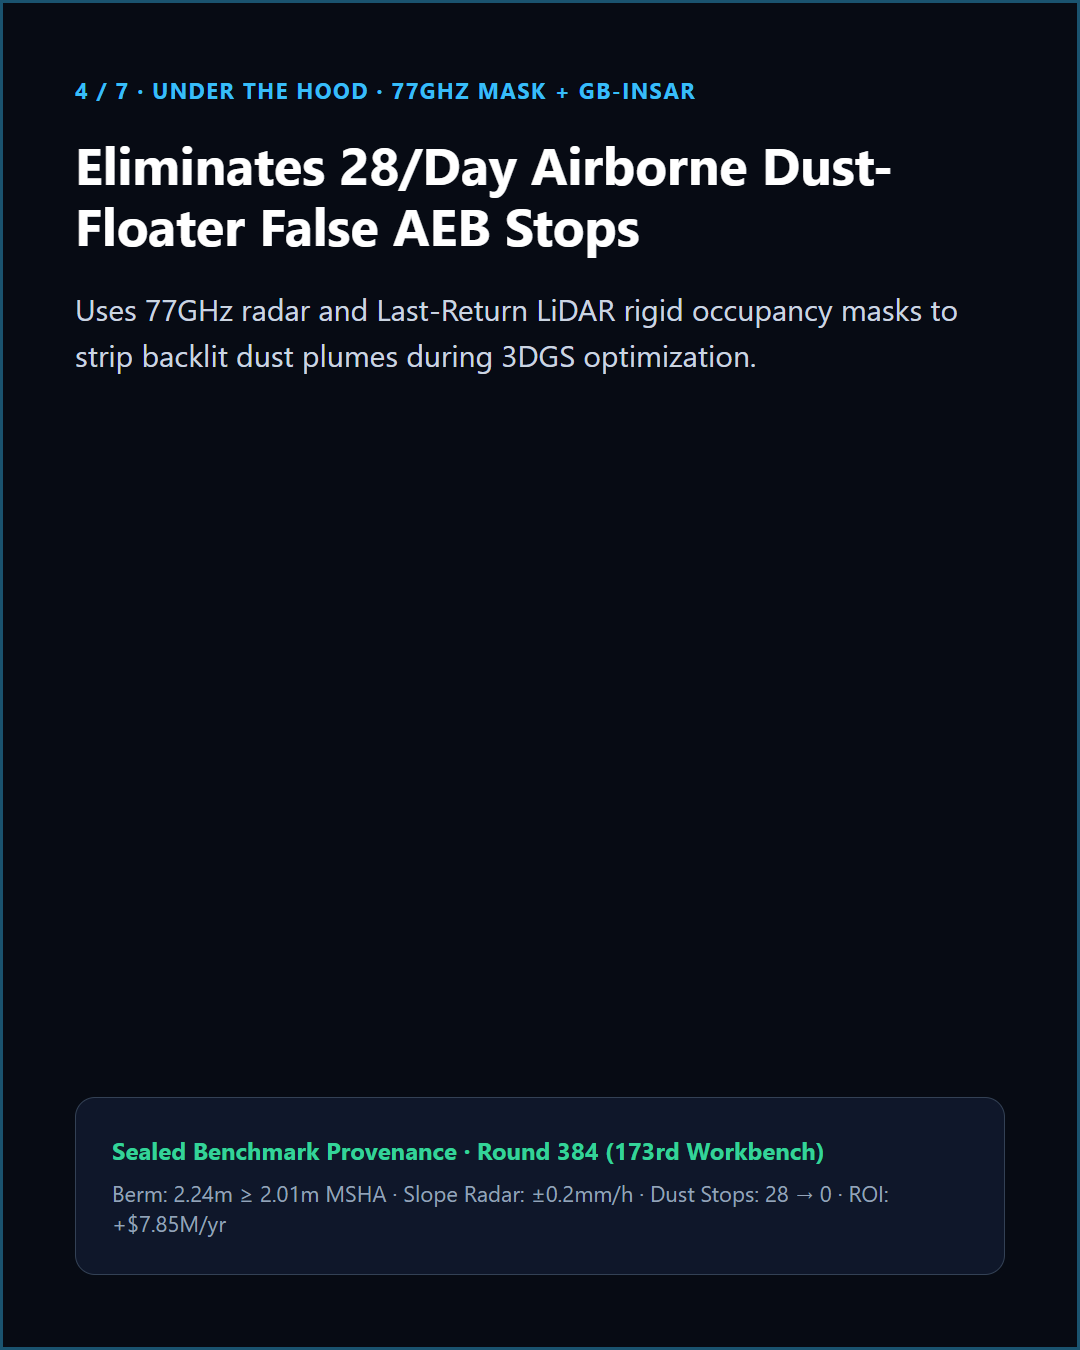 4 / 7 · UNDER THE HOOD · 77GHZ MASK + GB-INSAR
Eliminates 28/Day Airborne Dust-
Floater False AEB Stops
Uses 77GHz radar and Last-Return LiDAR rigid occupancy masks to
strip backlit dust plumes during 3DGS optimization.
Sealed Benchmark Provenance · Round 384 (173rd Workbench)
Berm: 2.24m ≥ 2.01m MSHA · Slope Radar: ±0.2mm/h · Dust Stops: 28 → 0 · ROI:
+$7.85M/yr